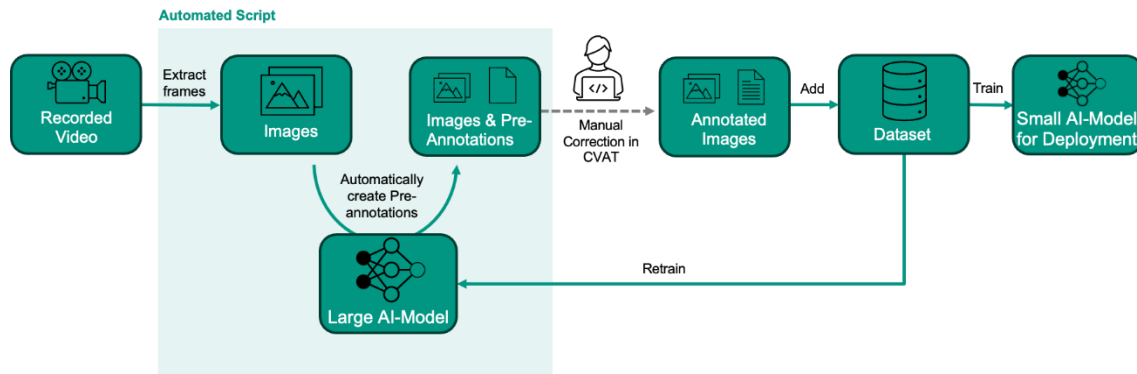 Automated Script
Recorded
Video
Extract
frames
Images
Images & Pre-
Annotations
Automatically
create Pre-
annotations
Large AI-Model
</>
Manual
Correction in
CVAT
Annotated
Images
Add
Dataset
Train
Small AI-Model
for Deployment
Retrain